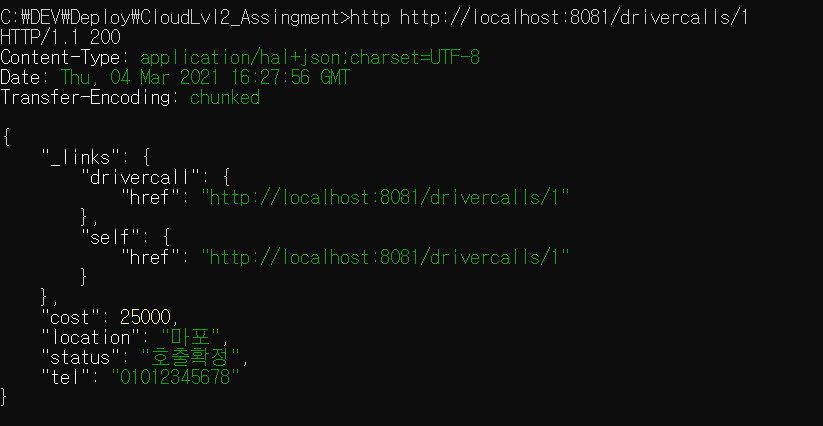 C:₩DEV₩Deploy₩CloudLvl2_Assingment>http http://localhost:8081/drivercalls/1
HTTP/1.1 200
Content-Type: application/hal+json;charset=UTF-8
Date: Thu, 04 Mar 2021 16:27:56 GMT
Transfer-Encoding: chunked

{
    "_links": {
        "drivercall": {
            "href": "http://localhost:8081/drivercalls/1"
        },
        "self": {
            "href": "http://localhost:8081/drivercalls/1"
        }
    },
    "cost": 25000,
    "location": "마포",
    "status": "호출확정",
    "tel": "01012345678"
}